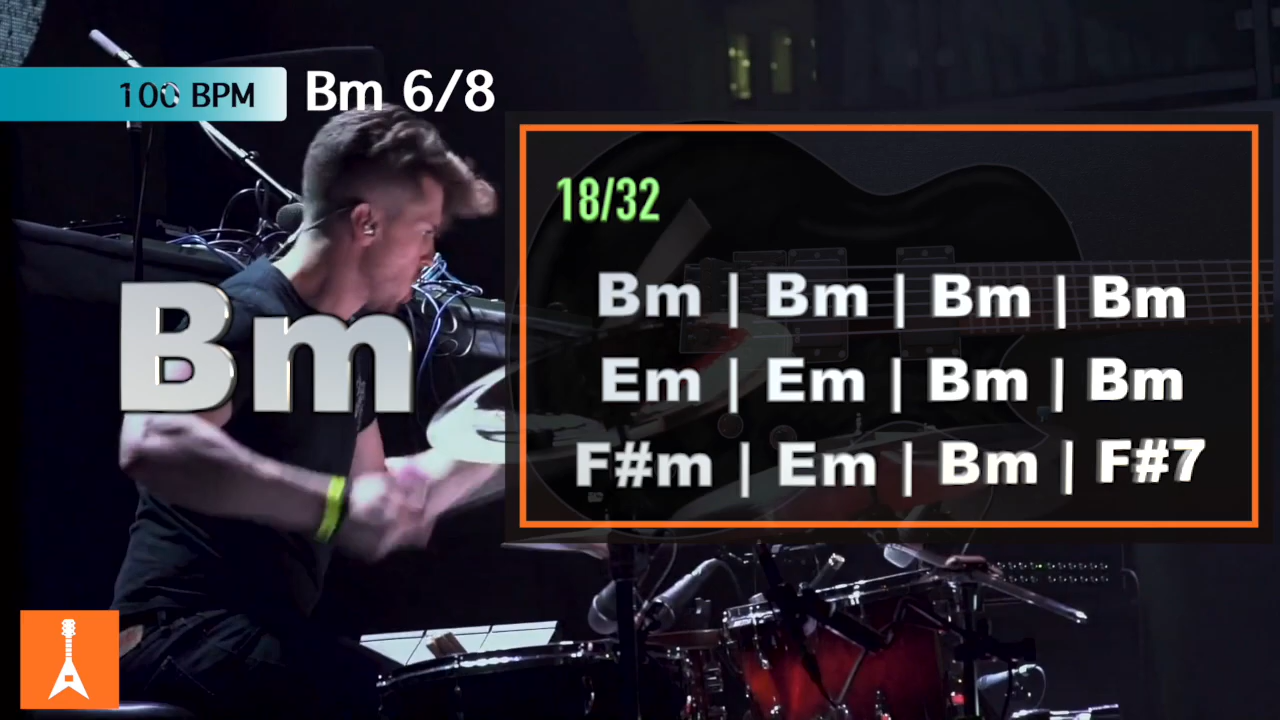 100 BPM Bm 6/8
18/32
Bm
Bm | Bm | Bm | Bm
Em | Em | Bm | Bm
F#m | Em | Bm | F#7